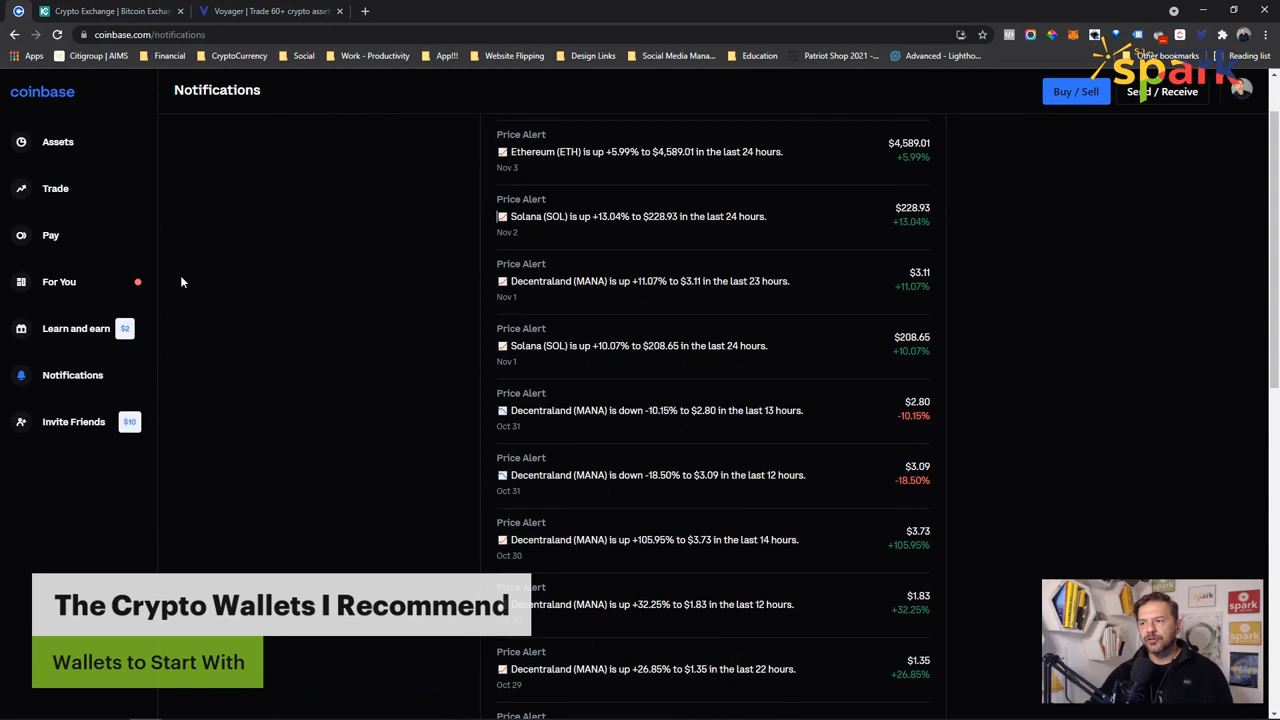 Crypto Exchange | Bitcoin Exchan
Voyager | Trade 60+ crypto asset
coinbase.com/notifications
Apps
Citigroup | AIMS
Financial
CryptoCurrency
Social
Work - Productivity
App!!!
Website Flipping
Design Links
Social Media Mana...
Education
Patriot Shop 2021 -...
Advanced - Lightho...
Other bookmarks
Reading list
spark
coinbase
Notifications
Buy / Sell
Send / Receive
Assets
Trade
Pay
For You
Learn and earn $2
Notifications
Invite Friends $10
Price Alert
Ethereum (ETH) is up +5.99% to $4,589.01 in the last 24 hours.
Nov 3
$4,589.01
+5.99%
Price Alert
Solana (SOL) is up +13.04% to $228.93 in the last 24 hours.
Nov 2
$228.93
+13.04%
Price Alert
Decentraland (MANA) is up +11.07% to $3.11 in the last 23 hours.
Nov 1
$3.11
+11.07%
Price Alert
Solana (SOL) is up +10.07% to $208.65 in the last 24 hours.
Nov 1
$208.65
+10.07%
Price Alert
Decentraland (MANA) is down -10.15% to $2.80 in the last 13 hours.
Oct 31
$2.80
-10.15%
Price Alert
Decentraland (MANA) is down -18.50% to $3.09 in the last 12 hours.
Oct 31
$3.09
-18.50%
Price Alert
Decentraland (MANA) is up +105.95% to $3.73 in the last 14 hours.
Oct 30
$3.73
+105.95%
Price Alert
Decentraland (MANA) is up +32.25% to $1.83 in the last 12 hours.
$1.83
+32.25%
Price Alert
Decentraland (MANA) is up +26.85% to $1.35 in the last 22 hours.
Oct 29
$1.35
+26.85%
Price Alert
The Crypto Wallets I Recommend
Wallets to Start With
spark
spark
spark